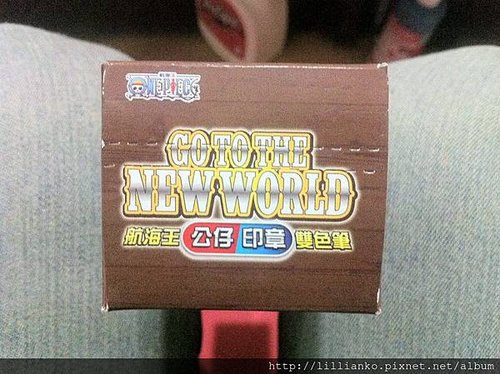 ONE PIECE
GO TO THE
NEW WORLD
航海王 公仔 印章 雙色筆
http://lillianko.pixnet.net/album